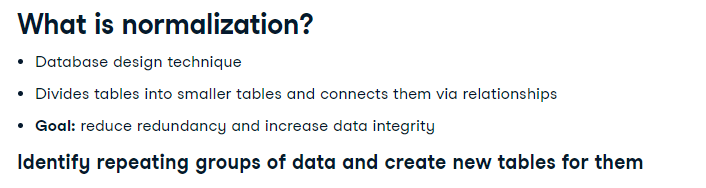 What is normalization?
• Database design technique
• Divides tables into smaller tables and connects them via relationships
• Goal: reduce redundancy and increase data integrity
Identify repeating groups of data and create new tables for them